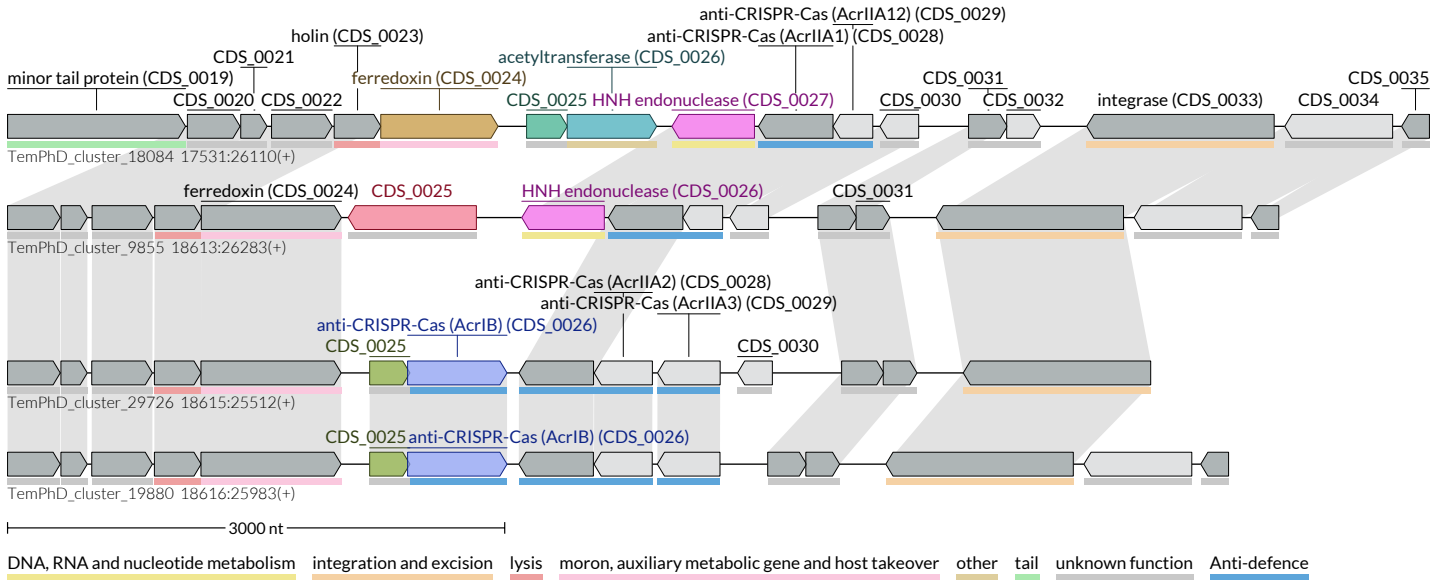 anti-CRISPR-Cas (AcrIIA12) (CDS_0029)
holin (CDS_0023)
anti-CRISPR-Cas (AcrIIA1) (CDS_0028)
CDS_0021
acetyltransferase (CDS_0026)
minor tail protein (CDS_0019)
ferredoxin (CDS_0024)
CDS_0031
CDS_0035
CDS_0020
CDS_0022
CDS_0025
HNH endonuclease (CDS_0027)
CDS_0030
CDS_0032
integrase (CDS_0033)
CDS_0034
TemPhD_cluster_18084 17531:26110(+)
ferredoxin (CDS_0024)
CDS_0025
HNH endonuclease (CDS_0026)
CDS_0031
TemPhD_cluster_9855 18613:26283(+)
anti-CRISPR-Cas (AcrIIA2) (CDS_0028)
anti-CRISPR-Cas (AcrIIA3) (CDS_0029)
anti-CRISPR-Cas (AcrIB) (CDS_0026)
CDS_0025
CDS_0030
TemPhD_cluster_29726 18615:25512(+)
CDS_0025
anti-CRISPR-Cas (AcrIB) (CDS_0026)
TemPhD_cluster_19880 18616:25983(+)
3000 nt
DNA, RNA and nucleotide metabolism
integration and excision
lysis
moron, auxiliary metabolic gene and host takeover
other
tail
unknown function
Anti-defence